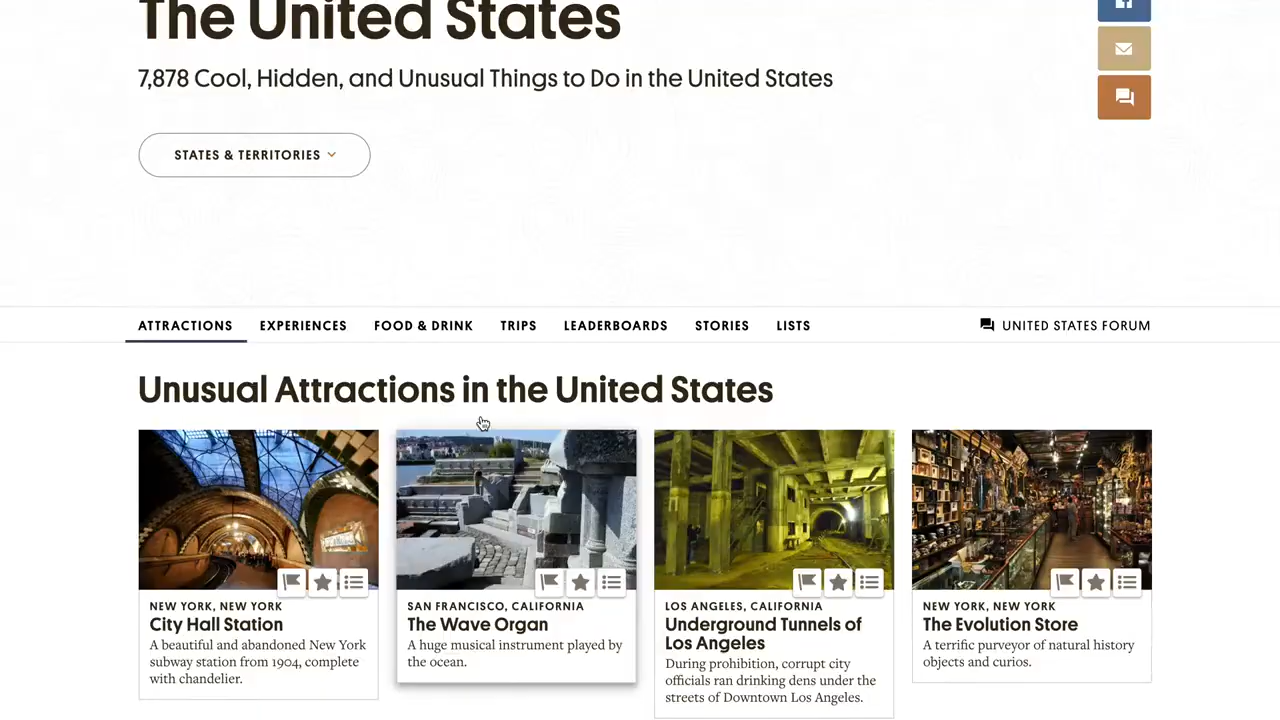 The United States
7,878 Cool, Hidden, and Unusual Things to Do in the United States
STATES & TERRITORIES
ATTRACTIONS EXPERIENCES FOOD & DRINK TRIPS LEADERBOARDS STORIES LISTS UNITED STATES FORUM
Unusual Attractions in the United States
NEW YORK, NEW YORK
City Hall Station
A beautiful and abandoned New York
subway station from 1904, complete
with chandelier.
SAN FRANCISCO, CALIFORNIA
The Wave Organ
A huge musical instrument played by
the ocean.
LOS ANGELES, CALIFORNIA
Underground Tunnels of
Los Angeles
During prohibition, corrupt city
officials ran drinking dens under the
streets of Downtown Los Angeles.
NEW YORK, NEW YORK
The Evolution Store
A terrific purveyor of natural history
objects and curios.